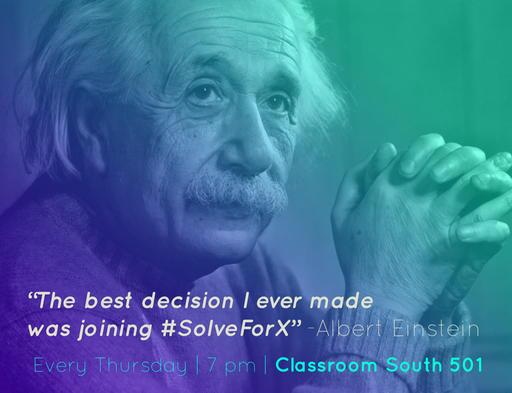 “The best decision I ever made
was joining #SolveForX” -Albert Einstein
Every Thursday | 7 pm | Classroom South 501